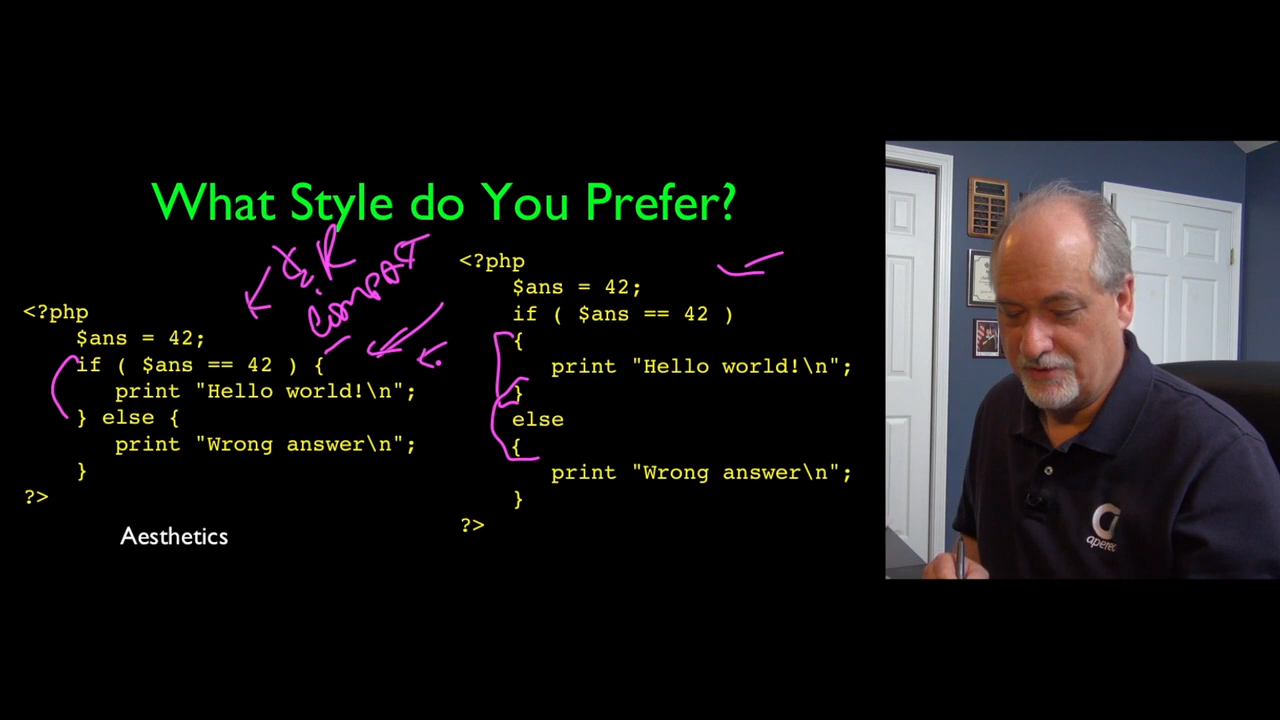 What Style do You Prefer?
K&R
COMPACT
<?php
$ans = 42;
if ( $ans == 42 ) {
print "Hello world!\n";
} else {
print "Wrong answer\n";
}
?>
Aesthetics
<?php
$ans = 42;
if ( $ans == 42 )
{
print "Hello world!\n";
}
else
{
print "Wrong answer\n";
}
?>
apereo